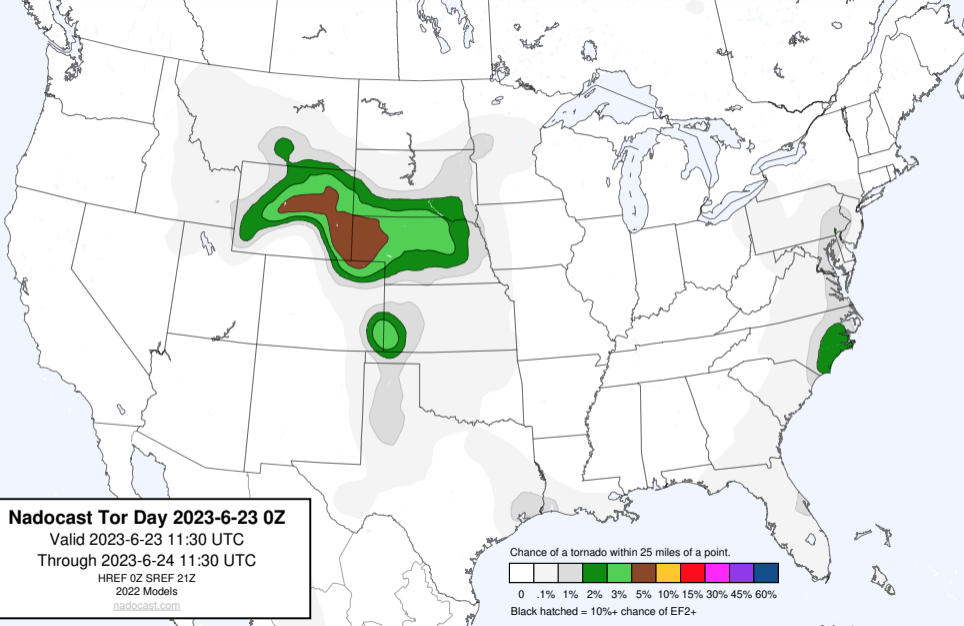 Nadocast Tor Day 2023-6-23 0Z
Valid 2023-6-23 11:30 UTC
Through 2023-6-24 11:30 UTC
HREF 0Z SREF 21Z
2022 Models
nadocast.com
Chance of a tornado within 25 miles of a point.
0 .1% 1% 2% 3% 5% 10% 15% 30% 45% 60%
Black hatched = 10%+ chance of EF2+